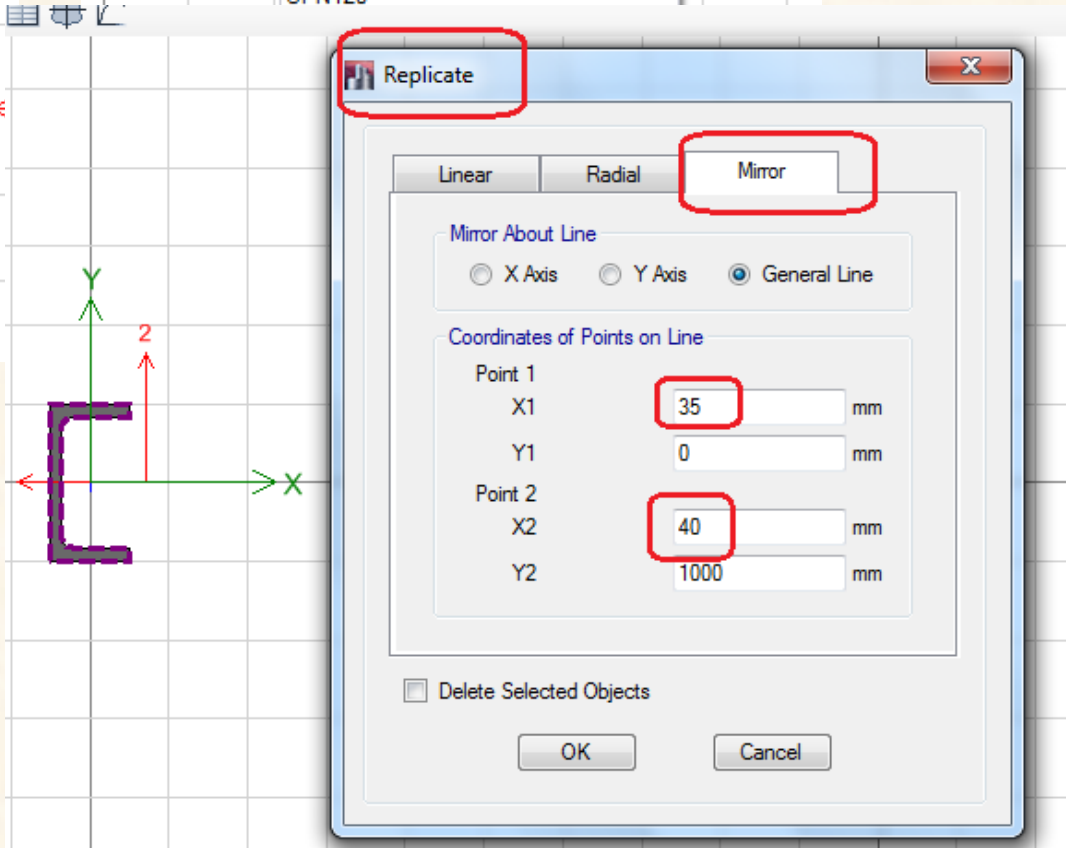 Replicate
Linear
Radial
Mirror
Mirror About Line
X Axis
Y Axis
General Line
Coordinates of Points on Line
Point 1
X1
35
mm
Y1
0
mm
Point 2
X2
40
mm
Y2
1000
mm
Delete Selected Objects
OK
Cancel
Y
2
X